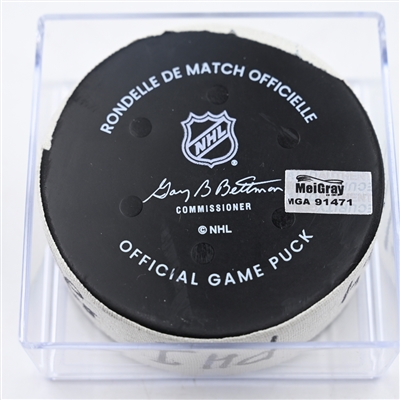 RONDELLE DE MATCH OFFICIELLE
NHL
Gary B Bettman
COMMISSIONER
© NHL
OFFICIAL GAME PUCK
MeiGray
MGA 91471